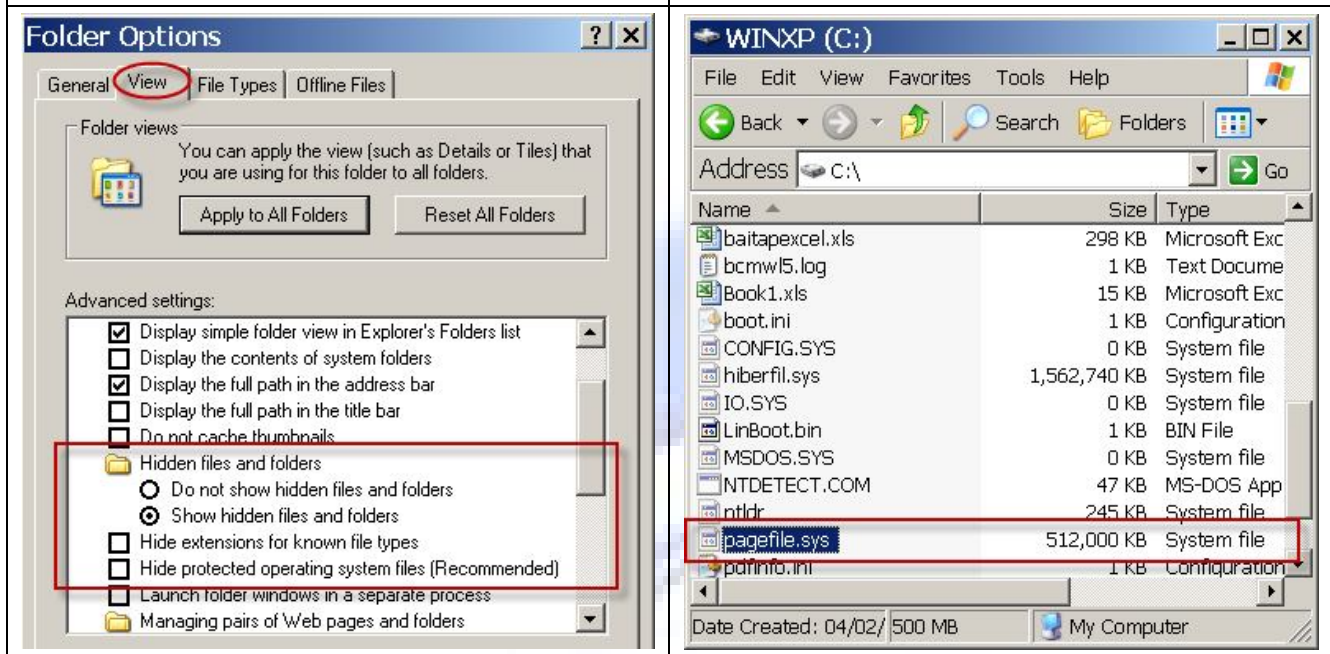 Folder Options
General View File Types Offline Files
Folder views
You can apply the view (such as Details or Tiles) that
you are using for this folder to all folders.
Apply to All Folders Reset All Folders
Advanced settings:
Display simple folder view in Explorer's Folders list
Display the contents of system folders
Display the full path in the address bar
Display the full path in the title bar
Do not cache thumbnails
Hidden files and folders
Do not show hidden files and folders
Show hidden files and folders
Hide extensions for known file types
Hide protected operating system files (Recommended)
Launch folder windows in a separate process
Managing pairs of Web pages and folders
WINXP (C:)
File Edit View Favorites Tools Help
Back Search Folders
Address C:\ Go
Name Size Type
baitapexcel.xls 298 KB Microsoft Exc
bcmwl5.log 1 KB Text Docume
Book1.xls 15 KB Microsoft Exc
boot.ini 1 KB Configuration
CONFIG.SYS 0 KB System file
hiberfil.sys 1,562,740 KB System file
IO.SYS 0 KB System file
LinBoot.bin 1 KB BIN File
MSDOS.SYS 0 KB System file
NTDETECT.COM 47 KB MS-DOS App
ntldr 245 KB System file
pagefile.sys 512,000 KB System file
pdfinfo.ini 1 KB Configuration
Date Created: 04/02/ 500 MB My Computer